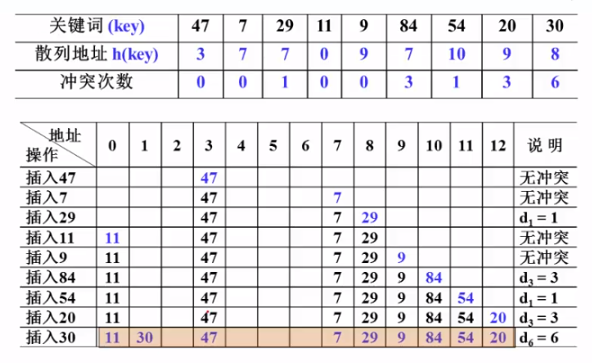 关键词 (key) 47 7 29 11 9 84 54 20 30
散列地址 h(key) 3 7 7 0 9 7 10 9 8
冲突次数 0 0 1 0 0 3 1 3 6
地址 操作 0 1 2 3 4 5 6 7 8 9 10 11 12 说 明
插入47 47 无冲突
插入7 47 7 无冲突
插入29 47 7 29 d₁ = 1
插入11 11 47 7 29 无冲突
插入9 11 47 7 29 9 无冲突
插入84 11 47 7 29 9 84 d₃ = 3
插入54 11 47 7 29 9 84 54 d₁ = 1
插入20 11 47 7 29 9 84 54 20 d₃ = 3
插入30 11 30 47 7 29 9 84 54 20 d₆ = 6